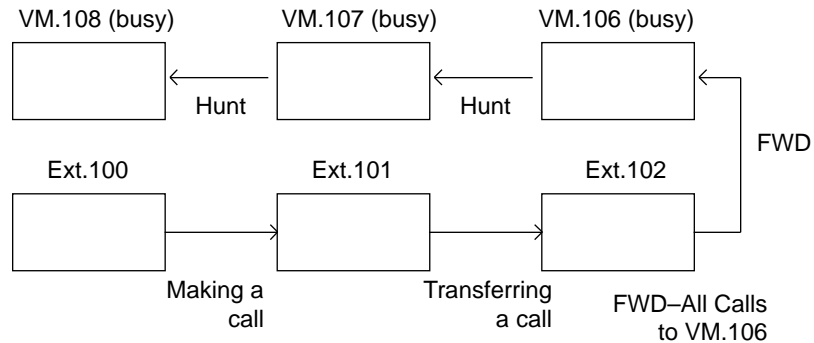 VM.108 (busy) VM.107 (busy) VM.106 (busy)
Hunt Hunt
FWD
Ext.100 Ext.101 Ext.102
Making a
call
Transferring
a call
FWD–All Calls
to VM.106